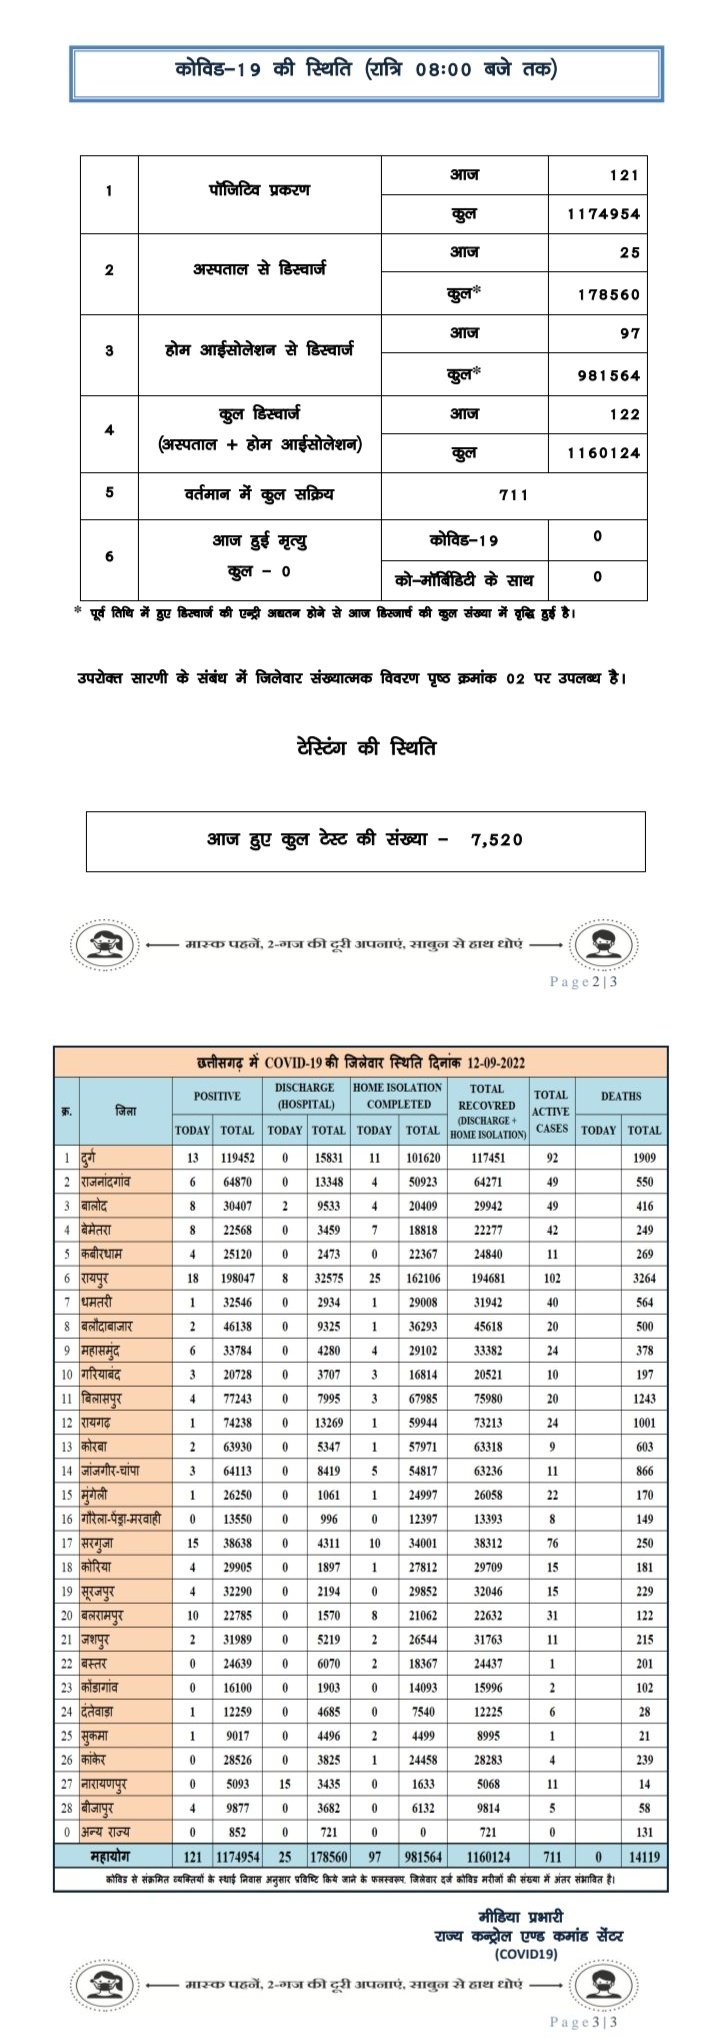 कोविड–19 की स्थिति (रात्रि 08:00 बजे तक)
1 पॉजिटिव प्रकरण आज 121
कुल 1174954
2 अस्पताल से डिस्चार्ज आज 25
कुल* 178560
3 होम आईसोलेशन से डिस्चार्ज आज 97
कुल* 981564
4 कुल डिस्चार्ज (अस्पताल + होम आईसोलेशन) आज 122
कुल 1160124
5 वर्तमान में कुल सक्रिय 711
6 आज हुई मृत्यु कुल – 0 कोविड–19 0
को–मॉर्बिडिटी के साथ 0
* पूर्व तिथि में हुए डिस्चार्ज की एन्ट्री अद्यतन होने से आज डिस्जार्च की कुल संख्या में वृद्धि हुई है।
उपरोक्त सारणी के संबंध में जिलेवार संख्यात्मक विवरण पृष्ठ क्रमांक 02 पर उपलब्ध है।
टेस्टिंग की स्थिति
आज हुए कुल टेस्ट की संख्या – 7,520
मास्क पहनें, 2-गज की दूरी अपनाएं, साबुन से हाथ धोएं
Page2|3
छत्तीसगढ़ में COVID-19 की जिलेवार स्थिति दिनांक 12-09-2022
क्र. जिला POSITIVE DISCHARGE (HOSPITAL) HOME ISOLATION COMPLETED TOTAL RECOVRED (DISCHARGE + HOME ISOLATION) TOTAL ACTIVE CASES DEATHS
TODAY TOTAL TODAY TOTAL TODAY TOTAL TODAY TOTAL
1 दुर्ग 13 119452 0 15831 11 101620 117451 92 1909
2 राजनांदगांव 6 64870 0 13348 4 50923 64271 49 550
3 बालोद 8 30407 2 9533 4 20409 29942 49 416
4 बेमेतरा 8 22568 0 3459 7 18818 22277 42 249
5 कबीरधाम 4 25120 0 2473 0 22367 24840 11 269
6 रायपुर 18 198047 8 32575 25 162106 194681 102 3264
7 धमतरी 1 32546 0 2934 1 29008 31942 40 564
8 बलौदाबाजार 2 46138 0 9325 1 36293 45618 20 500
9 महासमुंद 6 33784 0 4280 4 29102 33382 24 378
10 गरियाबंद 3 20728 0 3707 3 16814 20521 10 197
11 बिलासपुर 4 77243 0 7995 3 67985 75980 20 1243
12 रायगढ़ 1 74238 0 13269 1 59944 73213 24 1001
13 कोरबा 2 63930 0 5347 1 57971 63318 9 603
14 जांजगीर-चांपा 3 64113 0 8419 5 54817 63236 11 866
15 मुंगेली 1 26250 0 1061 1 24997 26058 22 170
16 गौरेला-पेंड्रा-मरवाही 0 13550 0 996 0 12397 13393 8 149
17 सरगुजा 15 38638 0 4311 10 34001 38312 76 250
18 कोरिया 4 29905 0 1897 1 27812 29709 15 181
19 सूरजपुर 4 32290 0 2194 0 29852 32046 15 229
20 बलरामपुर 10 22785 0 1570 8 21062 22632 31 122
21 जशपुर 2 31989 0 5219 2 26544 31763 11 215
22 बस्तर 0 24639 0 6070 2 18367 24437 1 201
23 कोंडागांव 0 16100 0 1903 0 14093 15996 2 102
24 दंतेवाड़ा 1 12259 0 4685 0 7540 12225 6 28
25 सुकमा 1 9017 0 4496 2 4499 8995 1 21
26 कांकेर 0 28526 0 3825 1 24458 28283 4 239
27 नारायणपुर 0 5093 15 3435 0 1633 5068 11 14
28 बीजापुर 4 9877 0 3682 0 6132 9814 5 58
0 अन्य राज्य 0 852 0 721 0 0 721 0 131
महायोग 121 1174954 25 178560 97 981564 1160124 711 0 14119
कोविड से संक्रमित व्यक्तियों के स्थाई निवास अनुसार प्रविष्टि किये जाने के फलस्वरूप, जिलेवार दर्ज कोविड मरीजों की संख्या में अंतर संभावित है।
मीडिया प्रभारी
राज्य कन्ट्रोल एण्ड कमांड सेंटर
(COVID19)
मास्क पहनें, 2-गज की दूरी अपनाएं, साबुन से हाथ धोएं
Page3|3